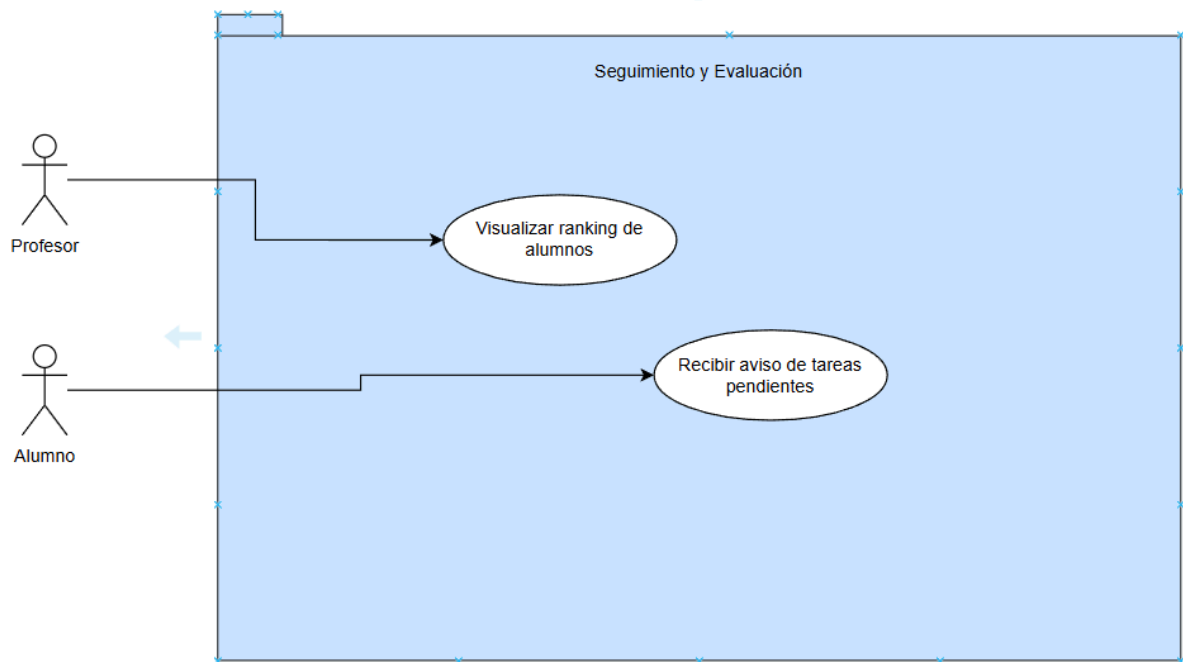 Seguimiento y Evaluación
Profesor
Visualizar ranking de
alumnos
Recibir aviso de tareas
pendientes
Alumno